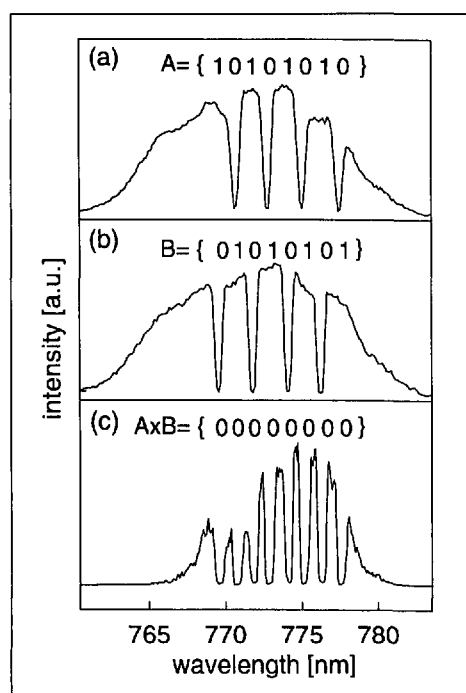 (a) A= { 1 0 1 0 1 0 1 0 }
(b) B= { 0 1 0 1 0 1 0 1 }
(c) AxB= { 0 0 0 0 0 0 0 0 }
intensity [a.u.]
765 770 775 780
wavelength [nm]